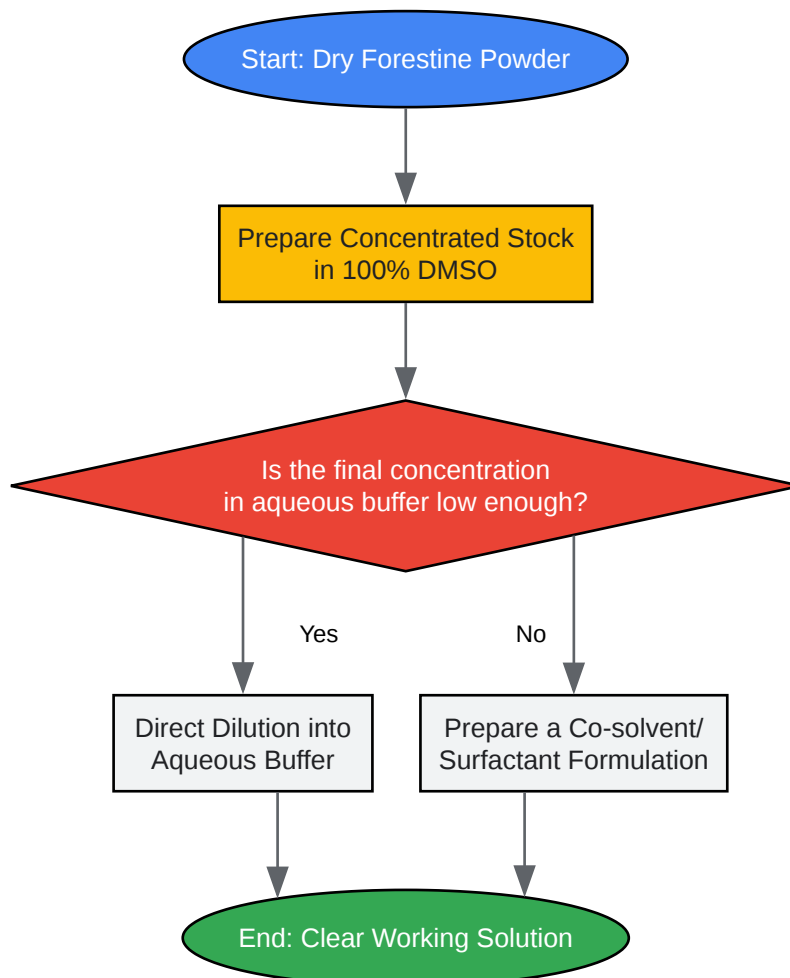 Start: Dry Forestine Powder
Prepare Concentrated Stock
in 100% DMSO
Is the final concentration
in aqueous buffer low enough?
Yes
No
Direct Dilution into
Aqueous Buffer
Prepare a Co-solvent/
Surfactant Formulation
End: Clear Working Solution